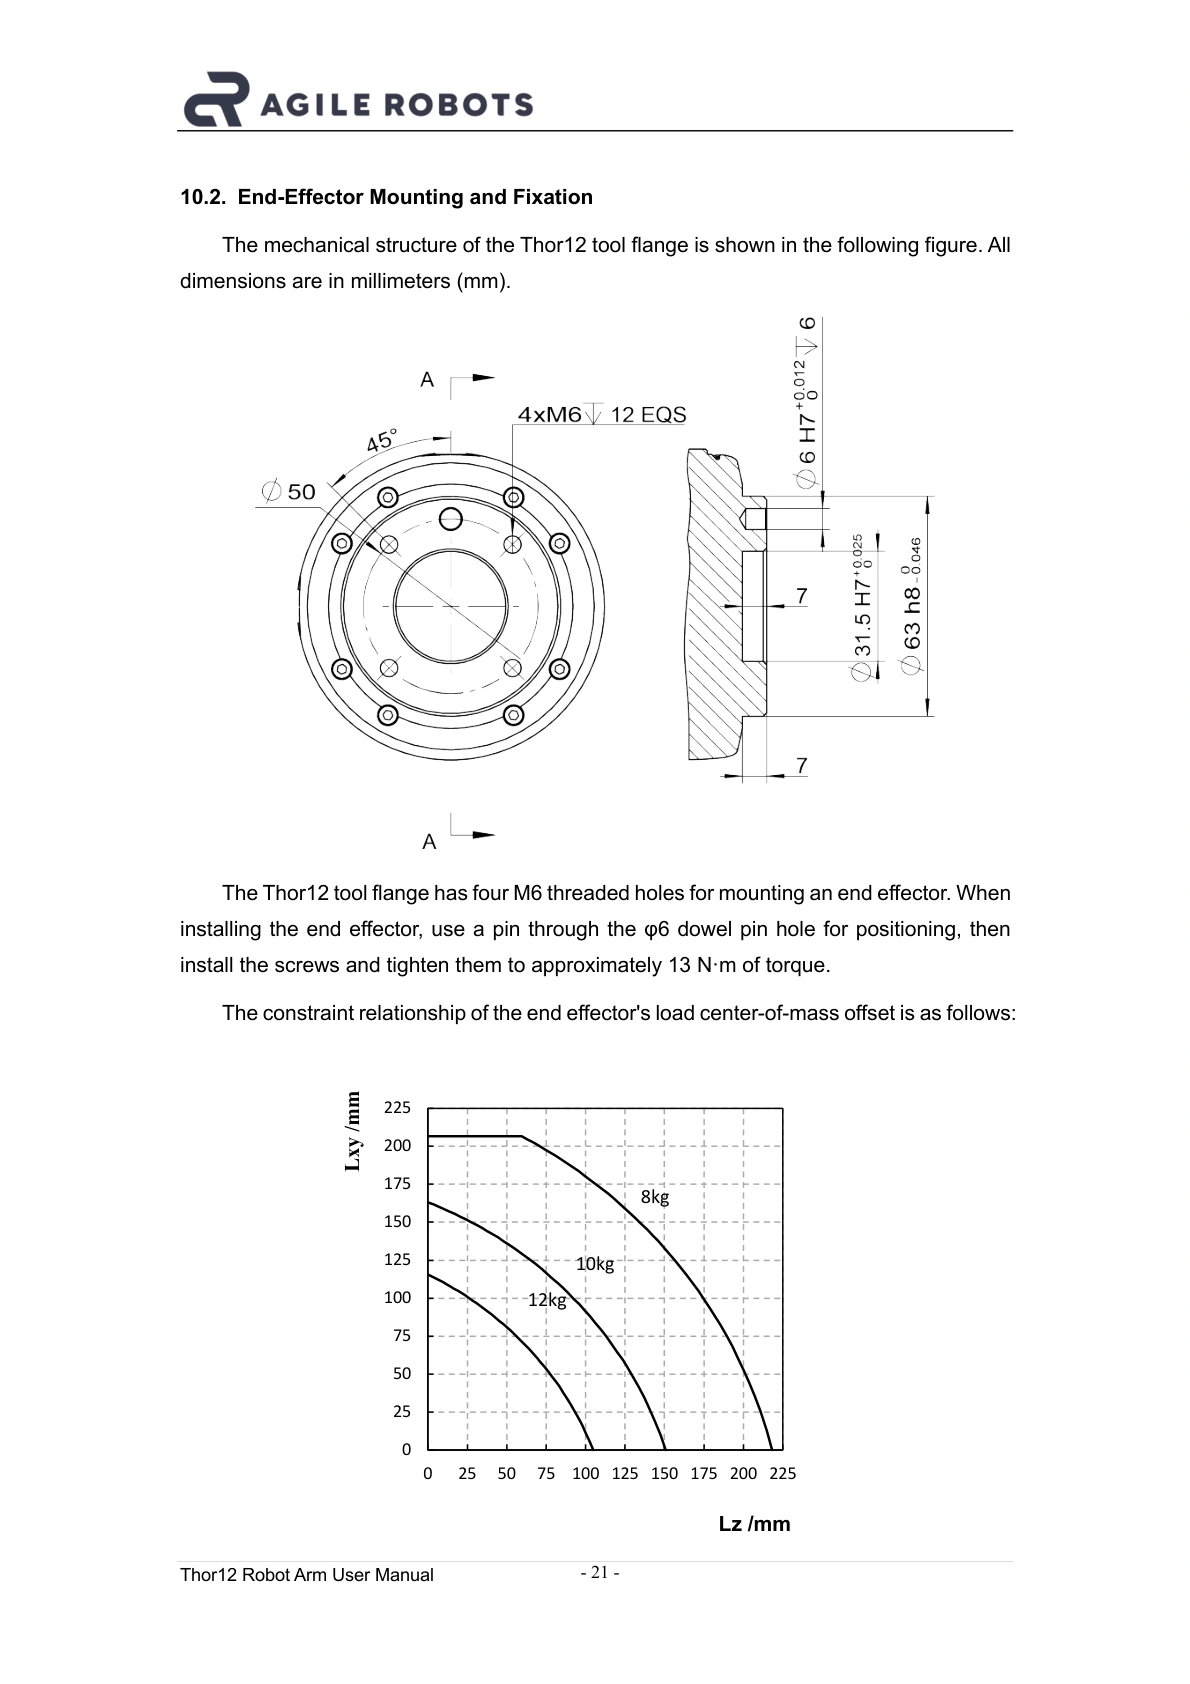 AGILE ROBOTS
10.2. End-Effector Mounting and Fixation
The mechanical structure of the Thor12 tool flange is shown in the following figure. All
dimensions are in millimeters (mm).
A
45°
4xM6↧ 12 EQS
∅ 50
∅ 6 H7 +0.012 0 ↧ 6
7
∅ 31.5 H7 +0.025 0
∅ 63 h8 0 -0.046
7
A
The Thor12 tool flange has four M6 threaded holes for mounting an end effector. When
installing the end effector, use a pin through the φ6 dowel pin hole for positioning, then
install the screws and tighten them to approximately 13 N·m of torque.
The constraint relationship of the end effector's load center-of-mass offset is as follows:
Lxy /mm
225
200
175
150
125
100
75
50
25
0
8kg
10kg
12kg
0 25 50 75 100 125 150 175 200 225
Lz /mm
Thor12 Robot Arm User Manual - 21 -